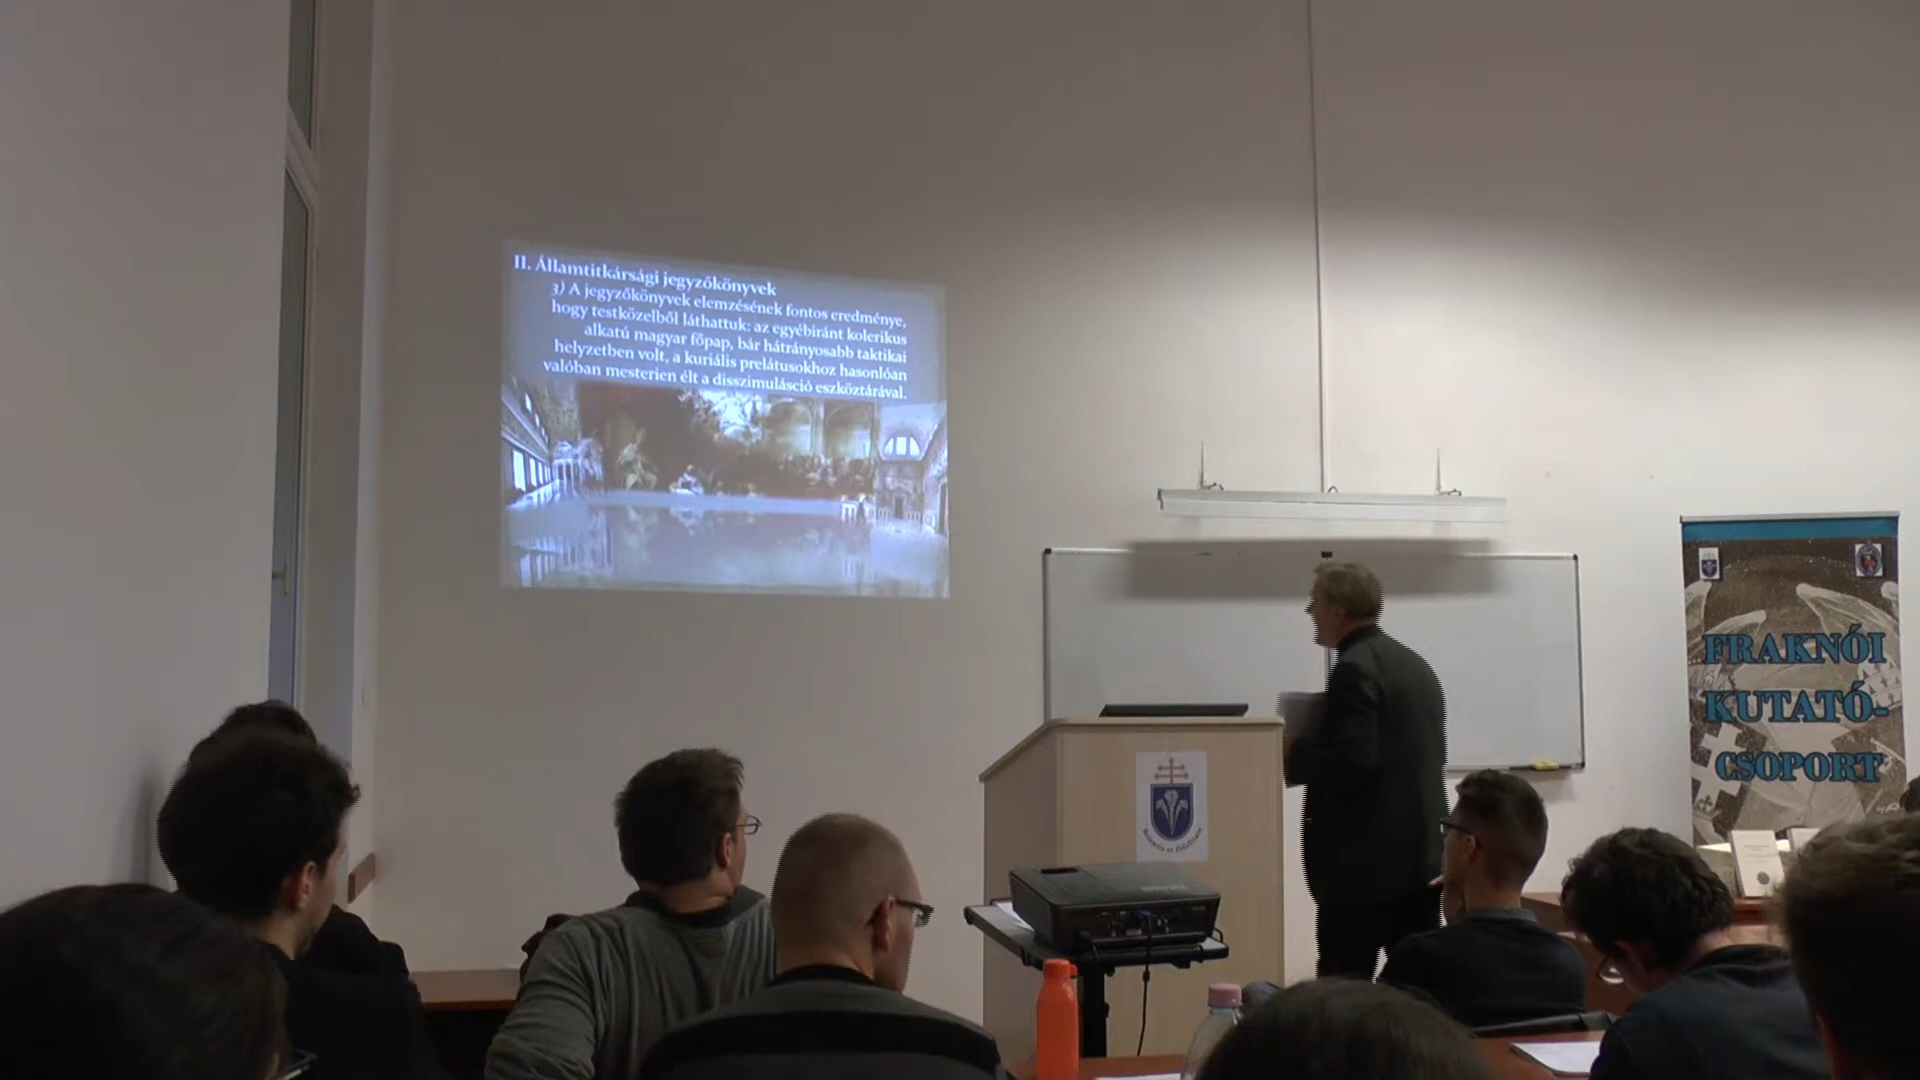 II. Államtitkársági jegyzőkönyvek
3) A jegyzőkönyvek elemzésének fontos eredménye,
hogy testközelből láthattuk: az egyébiránt kolerikus
alkatú magyar főpap, bár hátrányosabb taktikai
helyzetben volt, a kuriális prelátusokhoz hasonlóan
valóban mesterien élt a disszimuláció eszköztárával.
FRAKNÓI
KUTATÓ-
CSOPORT